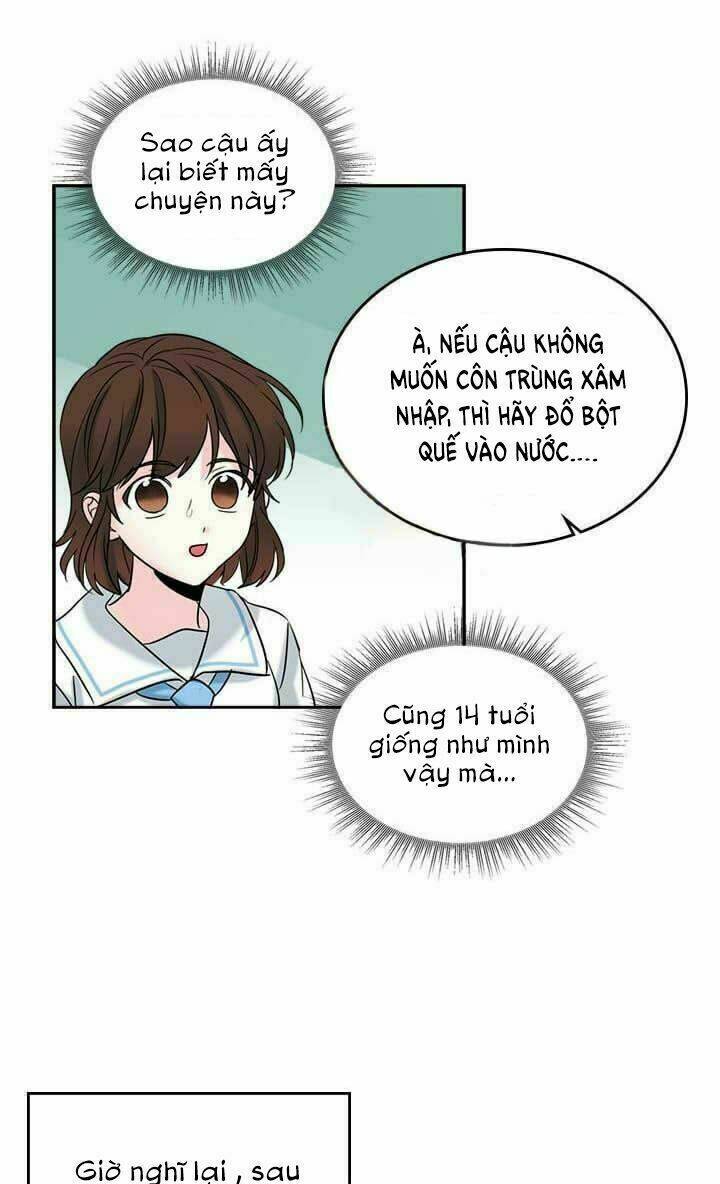 Sao cậu ấy
lại biết mấy
chuyện này?
À, NẾU CẬU KHÔNG
MUỐN CÔN TRÙNG XÂM
NHẬP, THÌ HÃY ĐỔ BỘT
QUẾ VÀO NƯỚC....
Cũng 14 tuổi
giống như mình
vậy mà...
Giờ nghĩ lại , sau